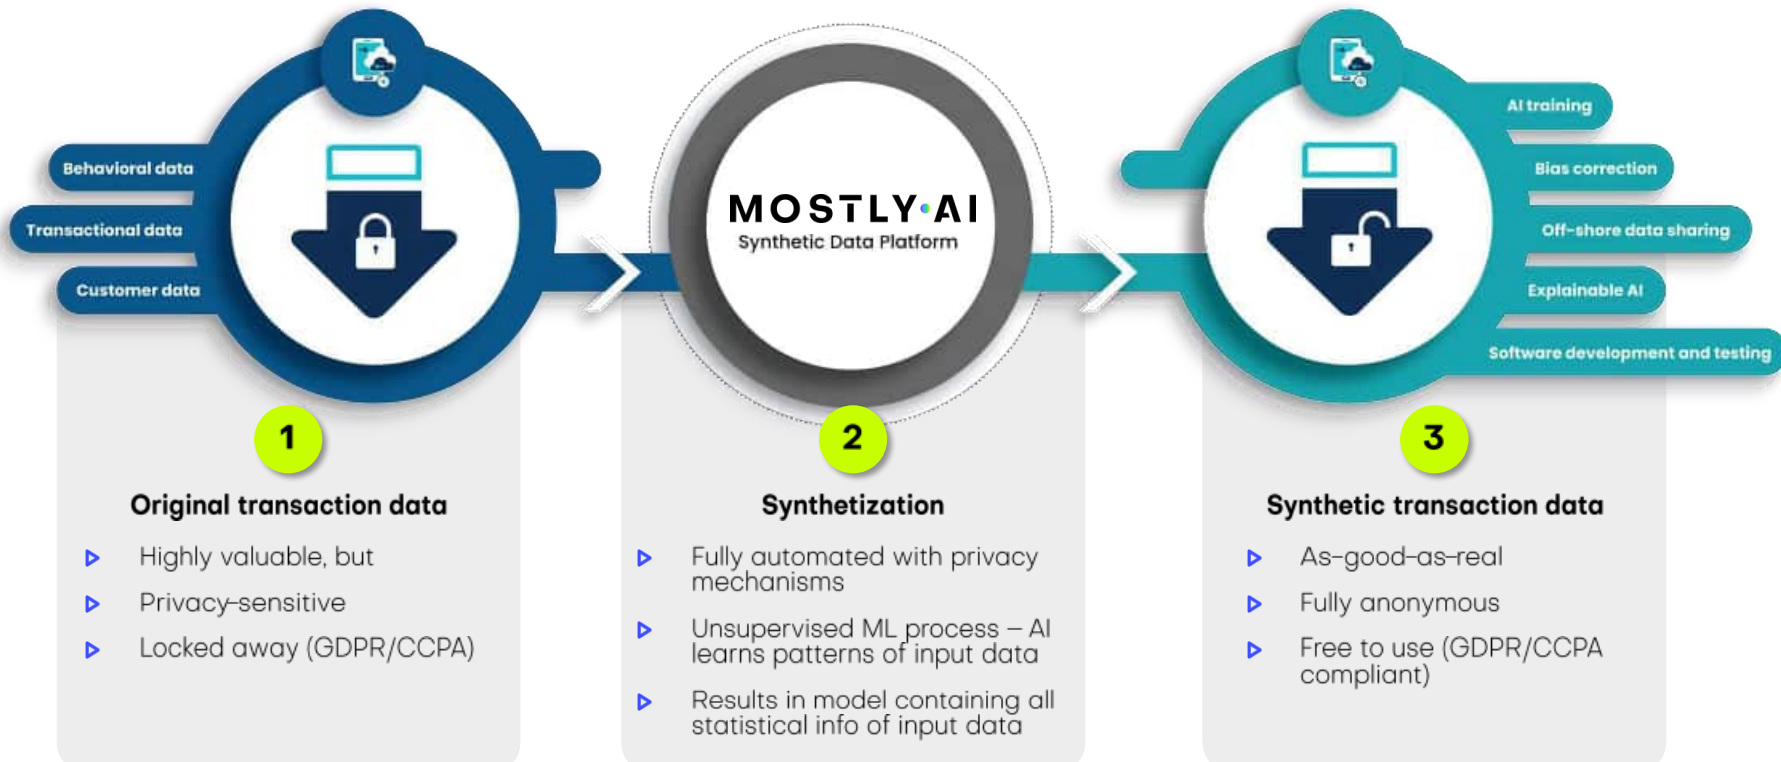 Behavioral data
Transactional data
Customer data
MOSTLY·AI
Synthetic Data Platform
AI training
Bias correction
Off-shore data sharing
Explainable AI
Software development and testing
1
Original transaction data
Highly valuable, but
Privacy-sensitive
Locked away (GDPR/CCPA)
2
Synthetization
Fully automated with privacy
mechanisms
Unsupervised ML process – AI
learns patterns of input data
Results in model containing all
statistical info of input data
3
Synthetic transaction data
As-good-as-real
Fully anonymous
Free to use (GDPR/CCPA
compliant)